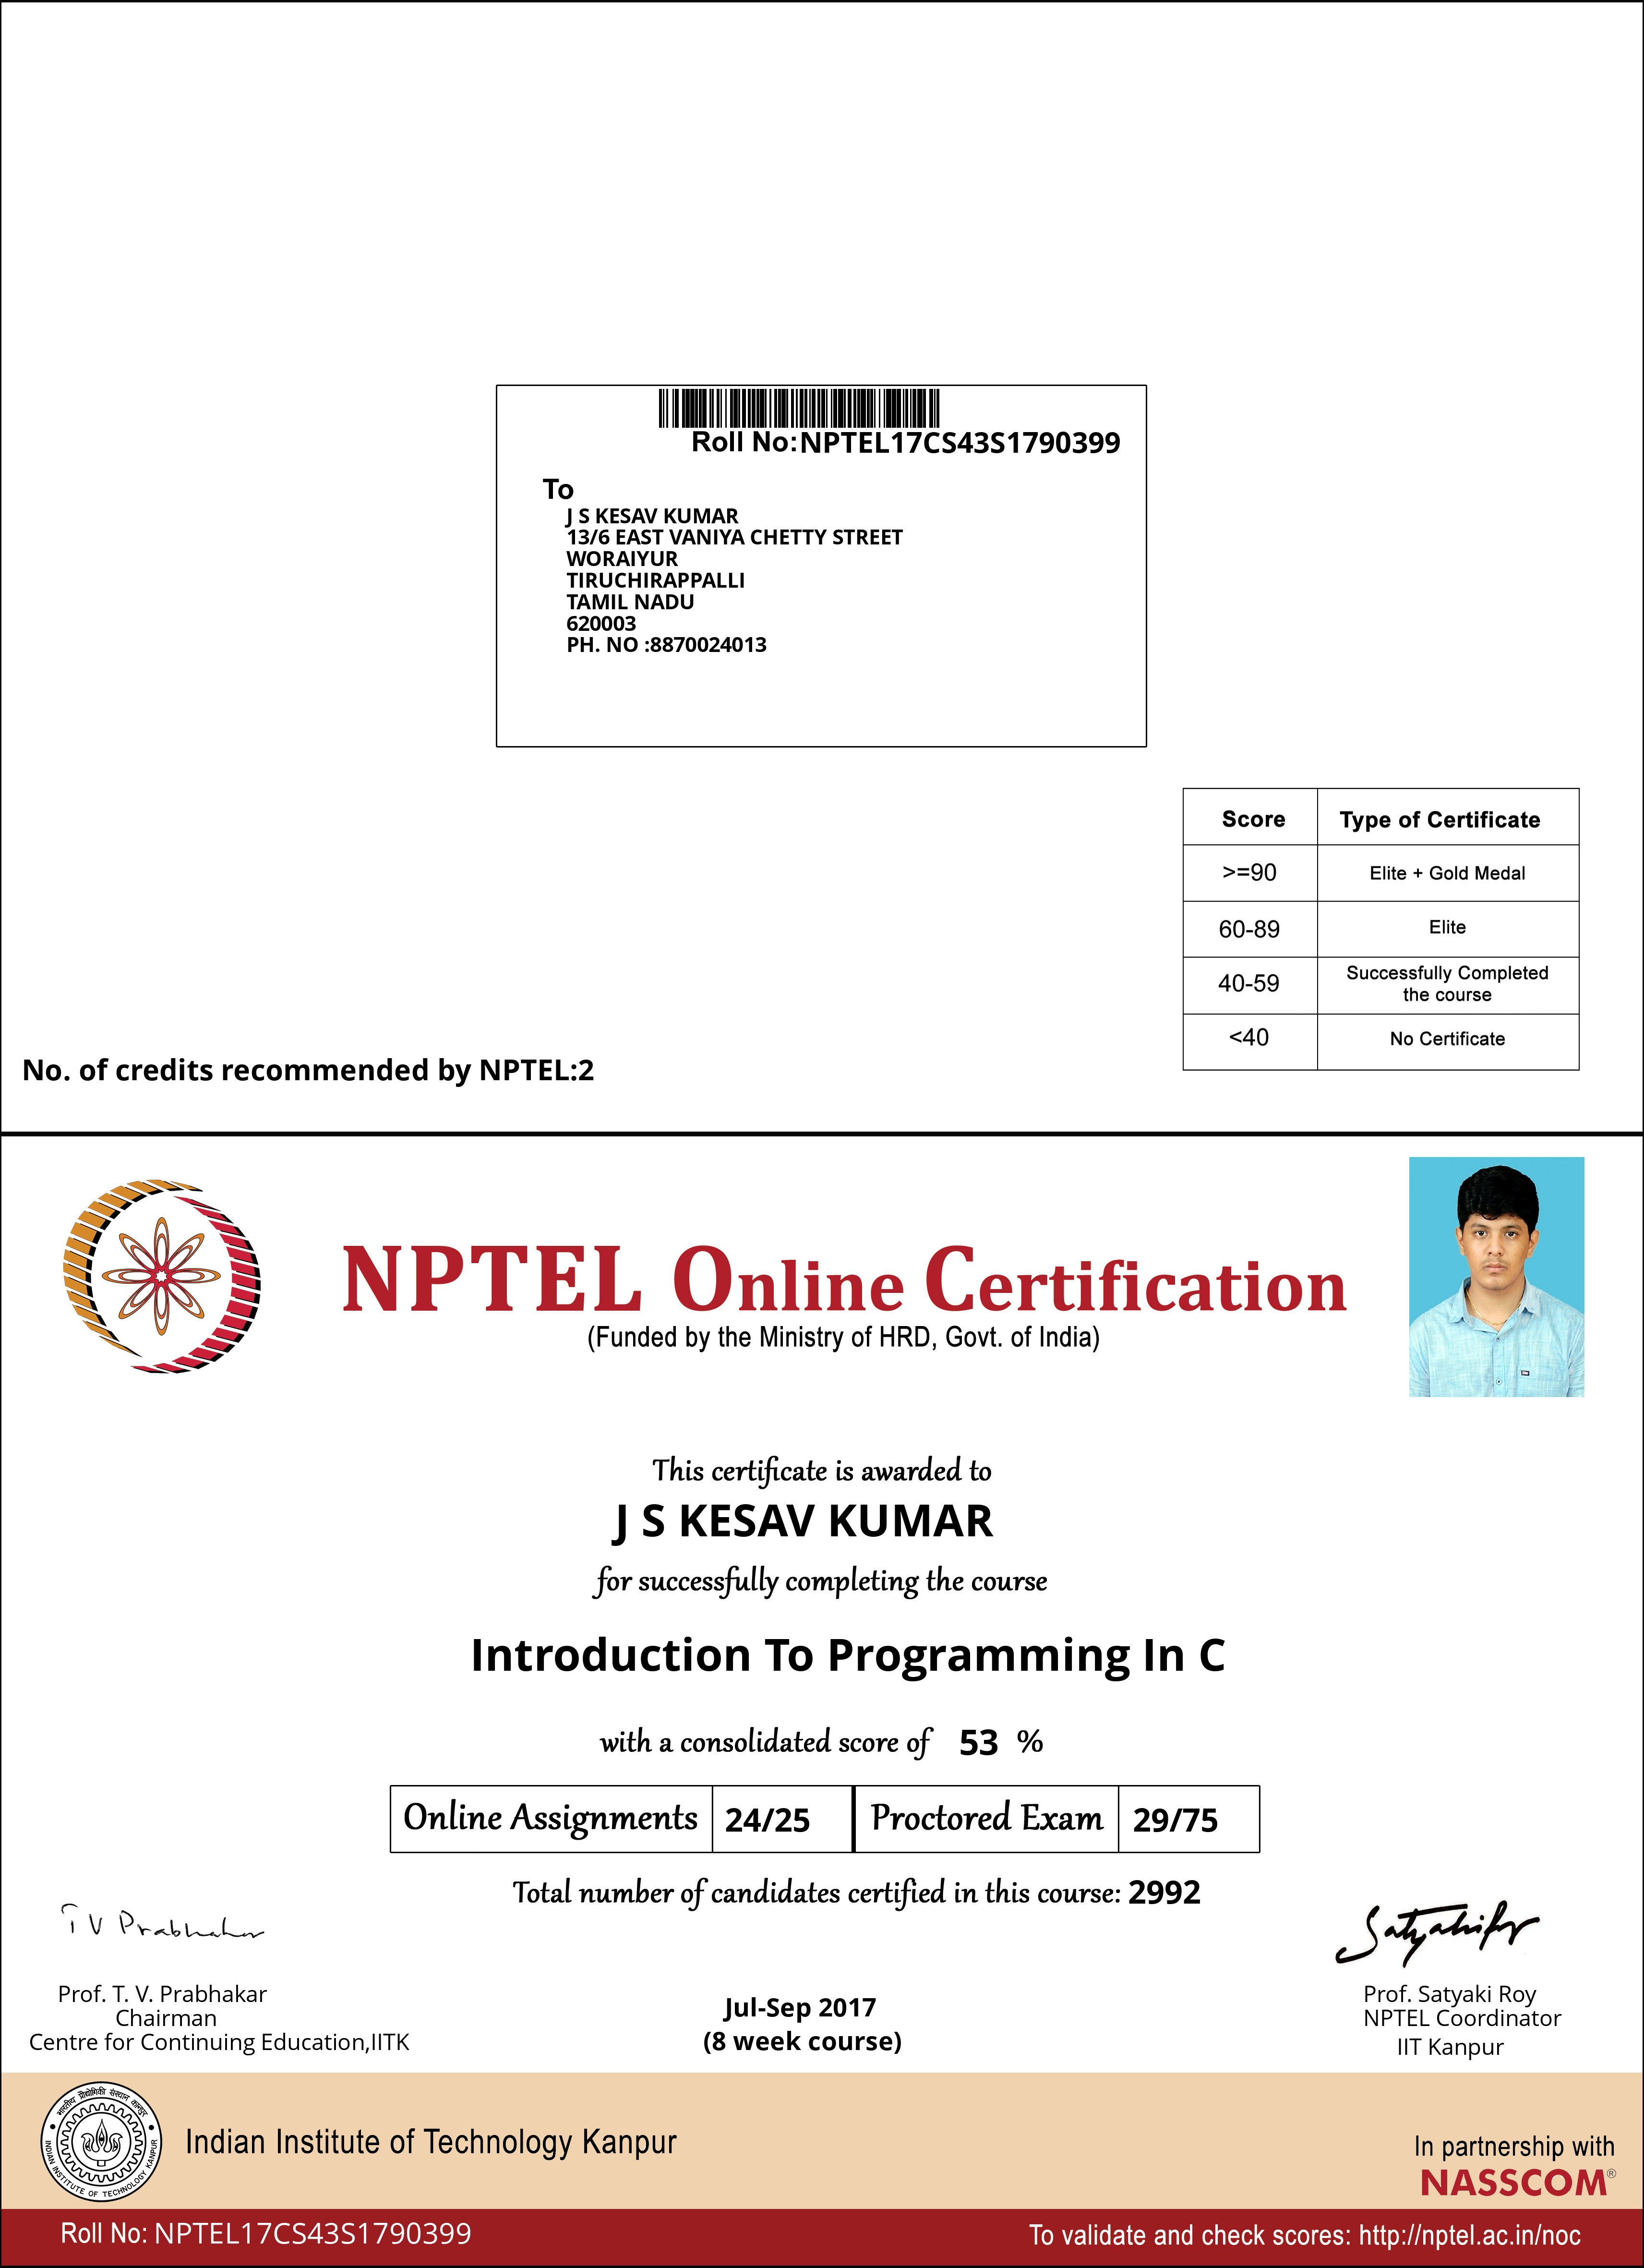 Roll No:NPTEL17CS43S1790399
To
J S KESAV KUMAR
13/6 EAST VANIYA CHETTY STREET
WORAIYUR
TIRUCHIRAPPALLI
TAMIL NADU
620003
PH. NO :8870024013
Score Type of Certificate
>=90 Elite + Gold Medal
60-89 Elite
40-59 Successfully Completed
the course
<40 No Certificate
No. of credits recommended by NPTEL:2
NPTEL Online Certification
(Funded by the Ministry of HRD, Govt. of India)
This certificate is awarded to
J S KESAV KUMAR
for successfully completing the course
Introduction To Programming In C
with a consolidated score of 53 %
Online Assignments 24/25 Proctored Exam 29/75
Total number of candidates certified in this course: 2992
T V Prabhakar
Prof. T. V. Prabhakar
Chairman
Centre for Continuing Education,IITK
Jul-Sep 2017
(8 week course)
Prof. Satyaki Roy
NPTEL Coordinator
IIT Kanpur
भारतीय प्रौद्योगिकी संस्थान कानपुर
INDIAN INSTITUTE OF TECHNOLOGY KANPUR
Indian Institute of Technology Kanpur
In partnership with
NASSCOM®
Roll No: NPTEL17CS43S1790399
To validate and check scores: http://nptel.ac.in/noc